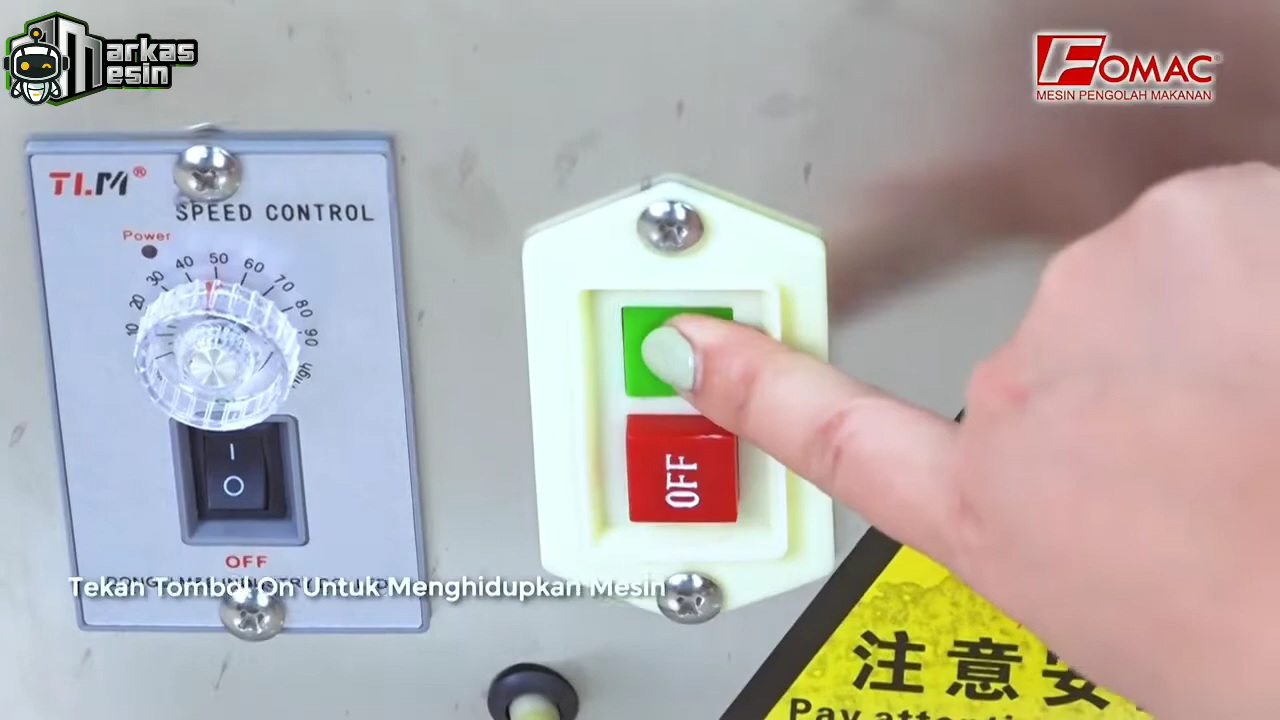 Markas
Mesin
FOMAC
MESIN PENGOLAH MAKANAN
TLM®
SPEED CONTROL
Power
10 20 30 40 50 60 70 80 90 High
I
O
OFF
OFF
Tekan Tombol On Untuk Menghidupkan Mesin
注意安
Pay attenti